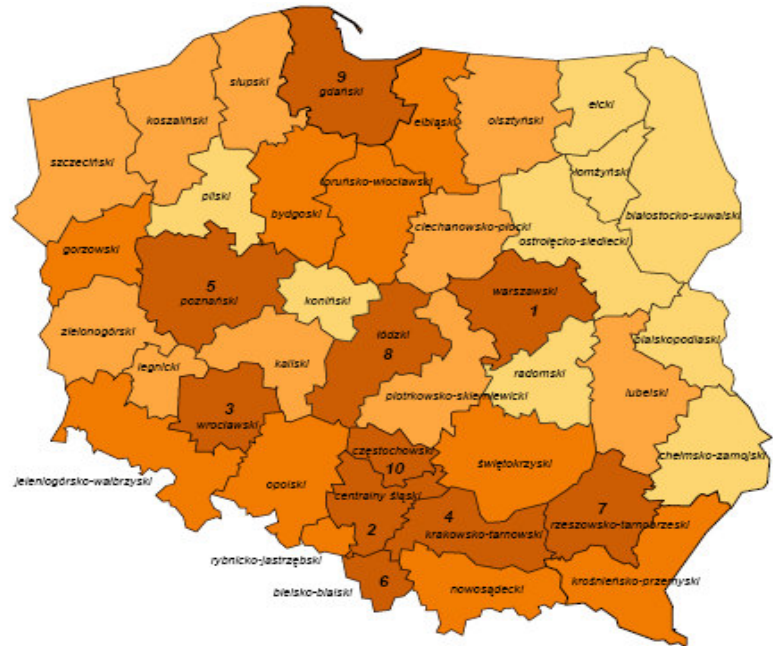 słupski
9
gdański
koszaliński
elbląski
olsztyński
ełcki
szczeciński
łomżyński
toruńsko-włocławski
pilski
bydgoski
białostocko-suwalski
ciechanowsko-płocki
ostrołęcko-siedlecki
gorzowski
5
poznański
warszawski
koniński
1
zielonogórski
łódzki
8
bialskopodlaski
legnicki
kaliski
radomski
piotrkowsko-skierniewicki
lubelski
3
wrocławski
częstochowski
10
świętokrzyski
chełmsko-zamojski
jeleniogórsko-wałbrzyski
opolski
centralny śląski
2
4
krakowsko-tarnowski
7
rzeszowsko-tarnobrzeski
rybnicko-jastrzębski
6
bielsko-bialski
nowosądecki
krośnieńsko-przemyski